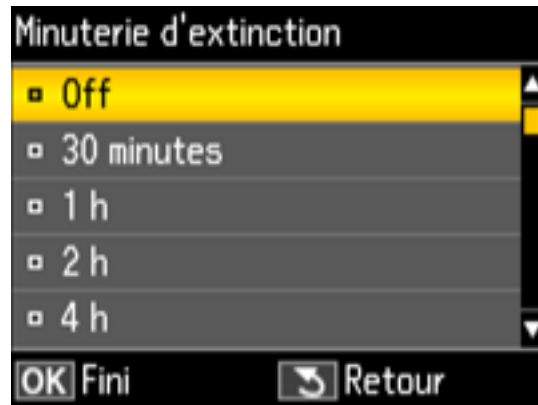 Minuterie d'extinction
Off
30 minutes
1 h
2 h
4 h
OK Fini Retour